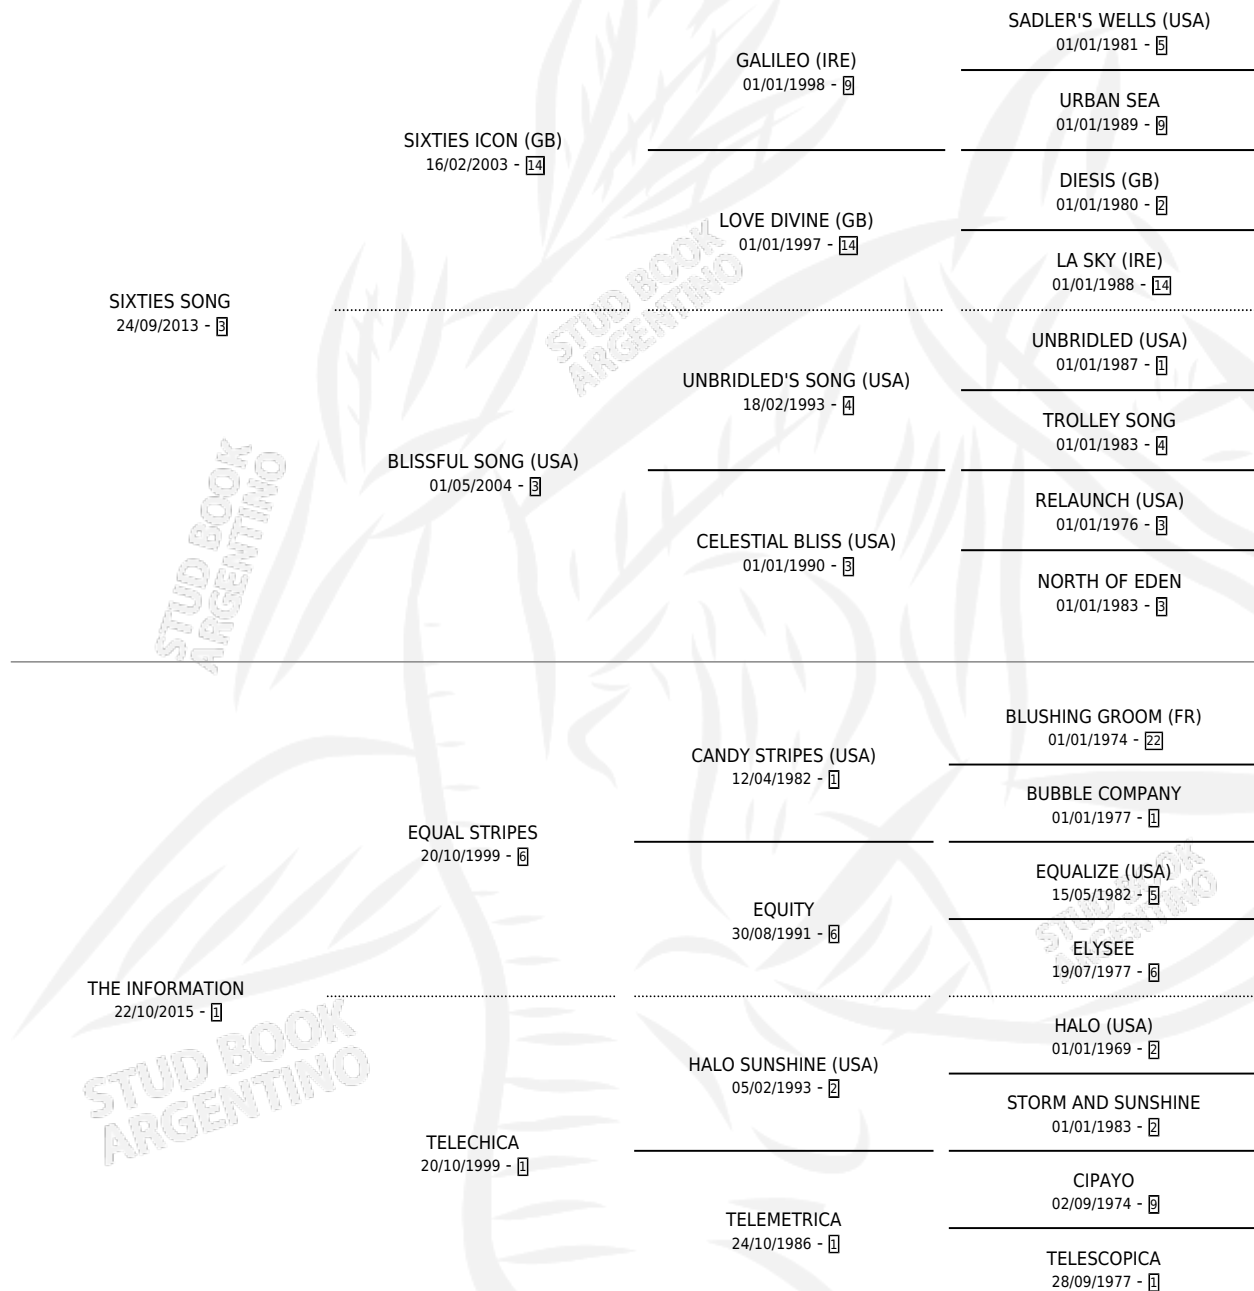 SIXTIES SONG
24/09/2013 - 3
SIXTIES ICON (GB)
16/02/2003 - 14
BLISSFUL SONG (USA)
01/05/2004 - 3
GALILEO (IRE)
01/01/1998 - 9
LOVE DIVINE (GB)
01/01/1997 - 14
UNBRIDLED'S SONG (USA)
18/02/1993 - 4
CELESTIAL BLISS (USA)
01/01/1990 - 3
SADLER'S WELLS (USA)
01/01/1981 - 5
URBAN SEA
01/01/1989 - 9
DIESIS (GB)
01/01/1980 - 2
LA SKY (IRE)
01/01/1988 - 14
UNBRIDLED (USA)
01/01/1987 - 1
TROLLEY SONG
01/01/1983 - 4
RELAUNCH (USA)
01/01/1976 - 3
NORTH OF EDEN
01/01/1983 - 3
THE INFORMATION
22/10/2015 - 1
EQUAL STRIPES
20/10/1999 - 6
TELECHICA
20/10/1999 - 1
CANDY STRIPES (USA)
12/04/1982 - 1
EQUITY
30/08/1991 - 6
HALO SUNSHINE (USA)
05/02/1993 - 2
TELEMETRICA
24/10/1986 - 1
BLUSHING GROOM (FR)
01/01/1974 - 22
BUBBLE COMPANY
01/01/1977 - 1
EQUALIZE (USA)
15/05/1982 - 5
ELYSEE
19/07/1977 - 6
HALO (USA)
01/01/1969 - 2
STORM AND SUNSHINE
01/01/1983 - 2
CIPAYO
02/09/1974 - 9
TELESCOPICA
28/09/1977 - 1
STUD BOOK
ARGENTINO
STUD BOOK
ARGENTINO
STUD BOOK
ARGENTINO
STUD BOOK
ARGENTINO